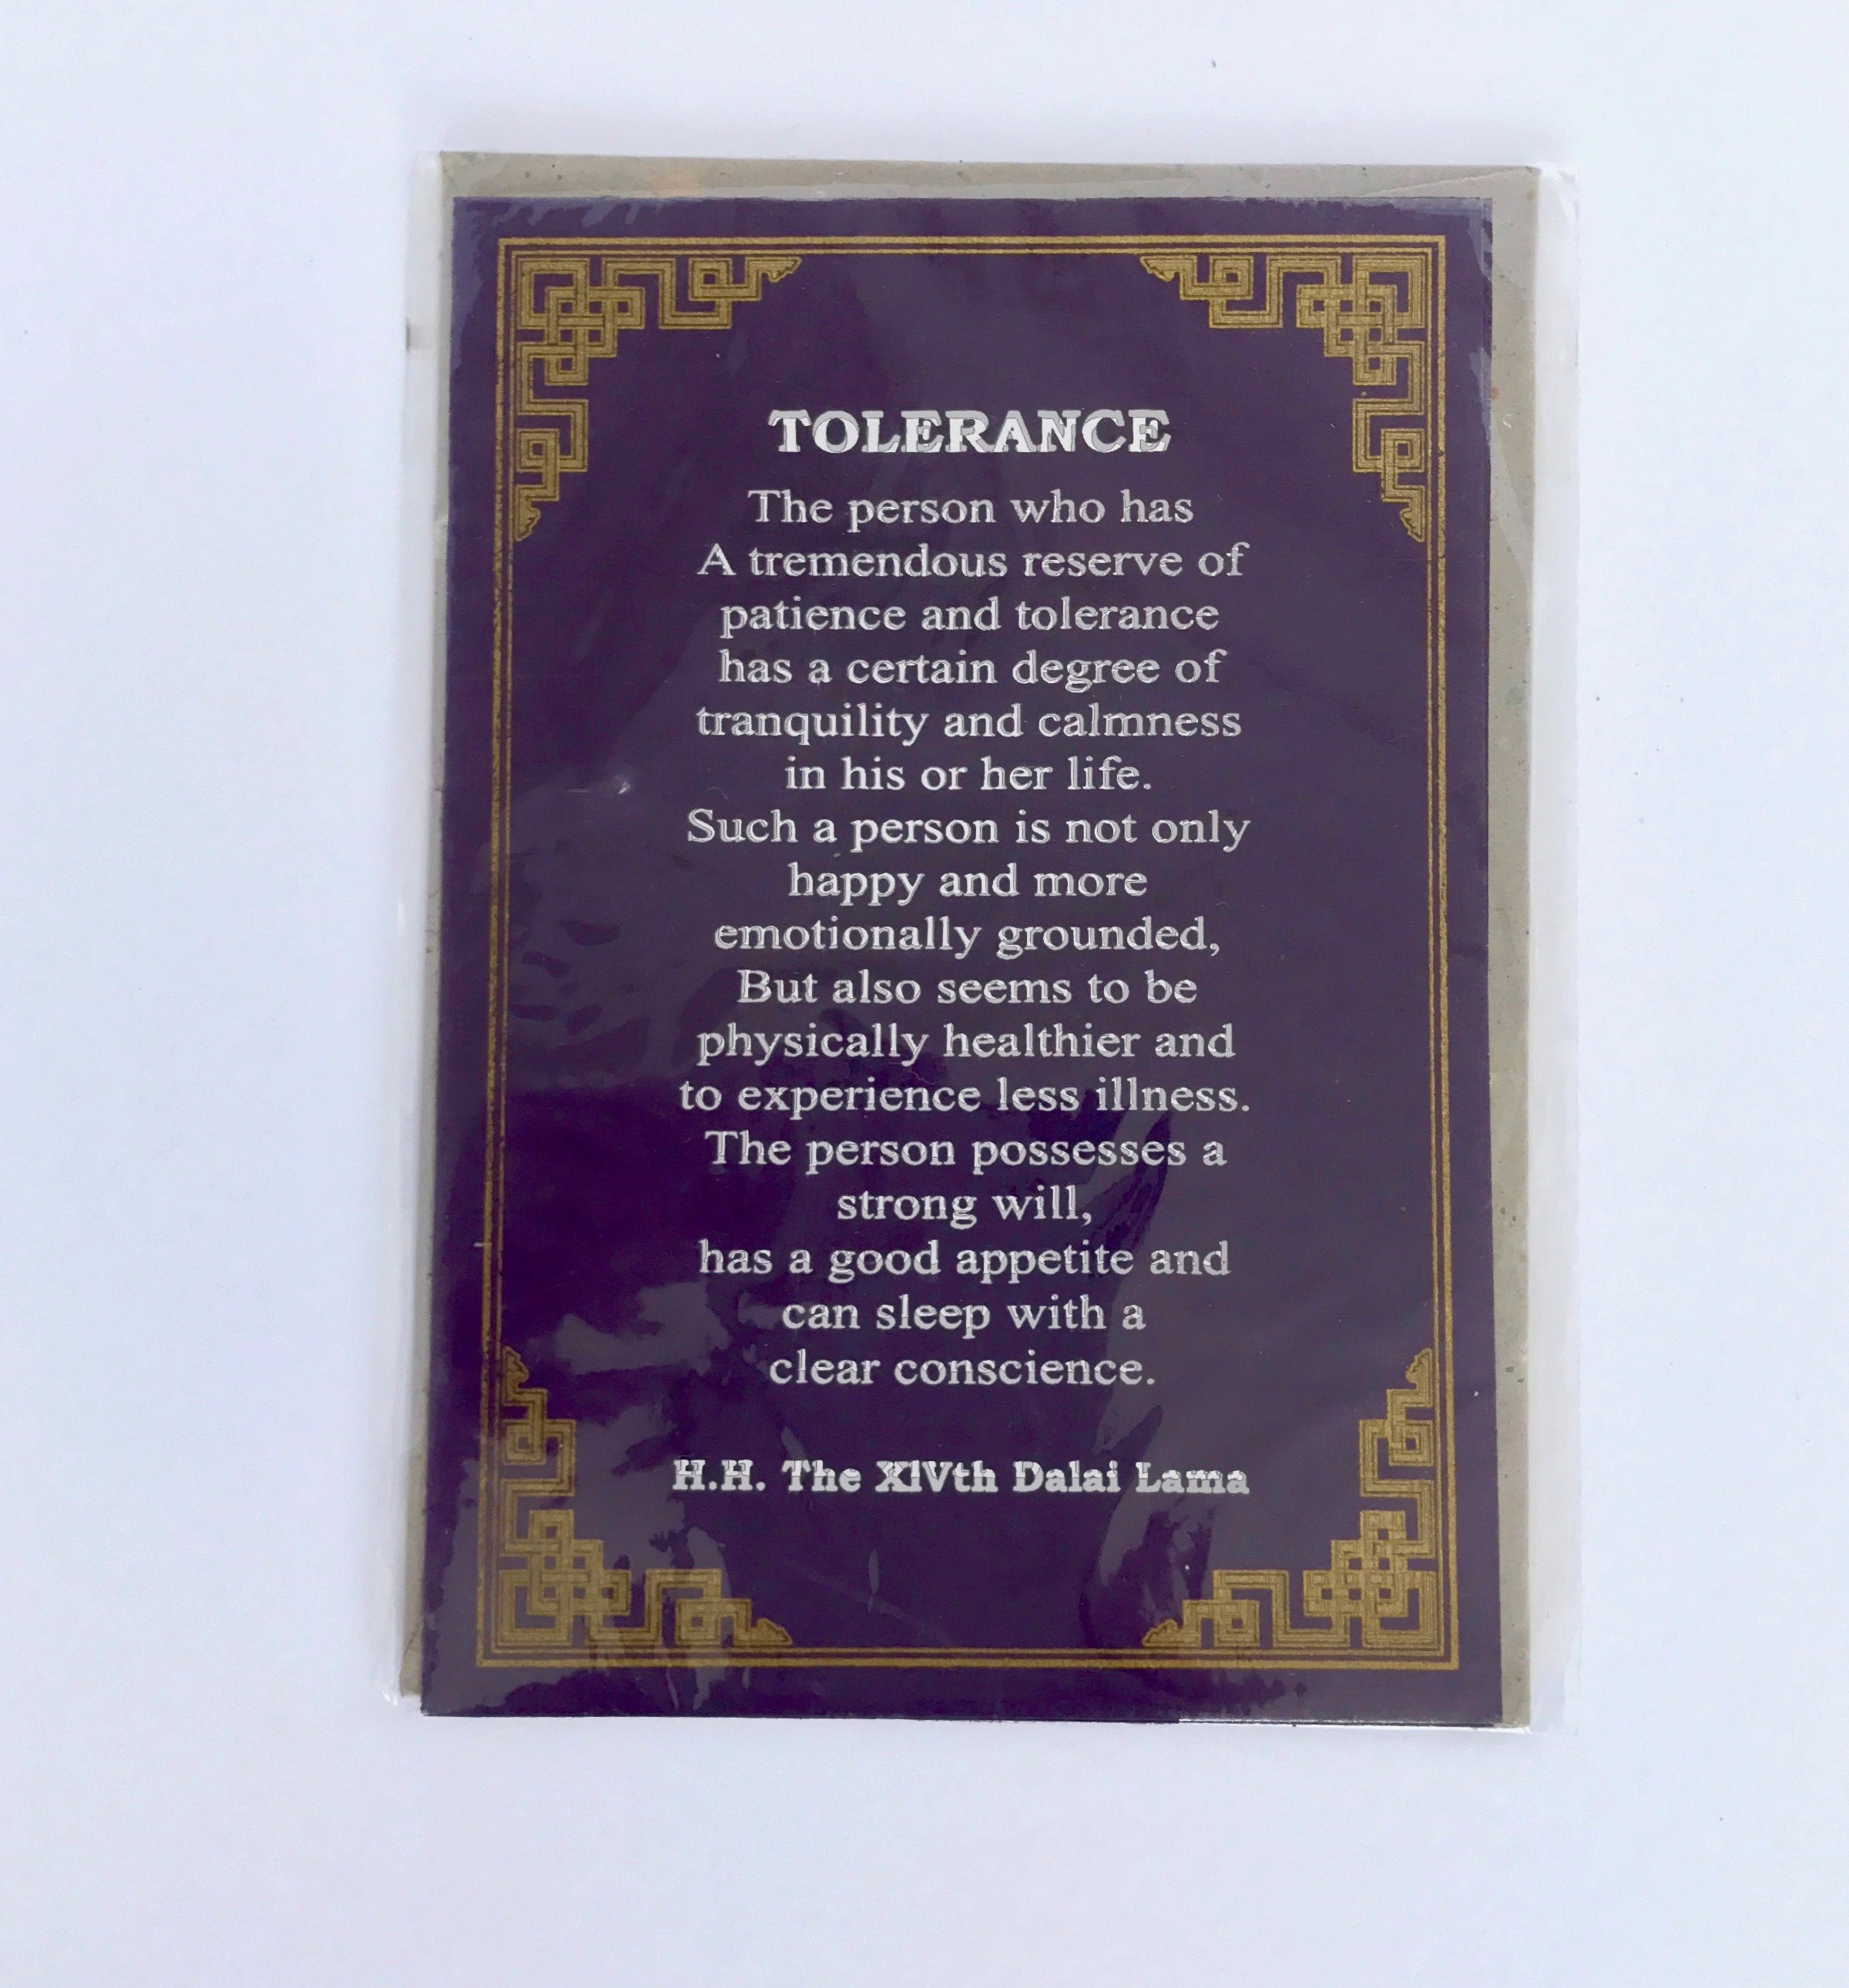 TOLERANCE
The person who has
A tremendous reserve of
patience and tolerance
has a certain degree of
tranquility and calmness
in his or her life.
Such a person is not only
happy and more
emotionally grounded,
But also seems to be
physically healthier and
to experience less illness.
The person possesses a
strong will,
has a good appetite and
can sleep with a
clear conscience.
H.H. The XIVth Dalai Lama